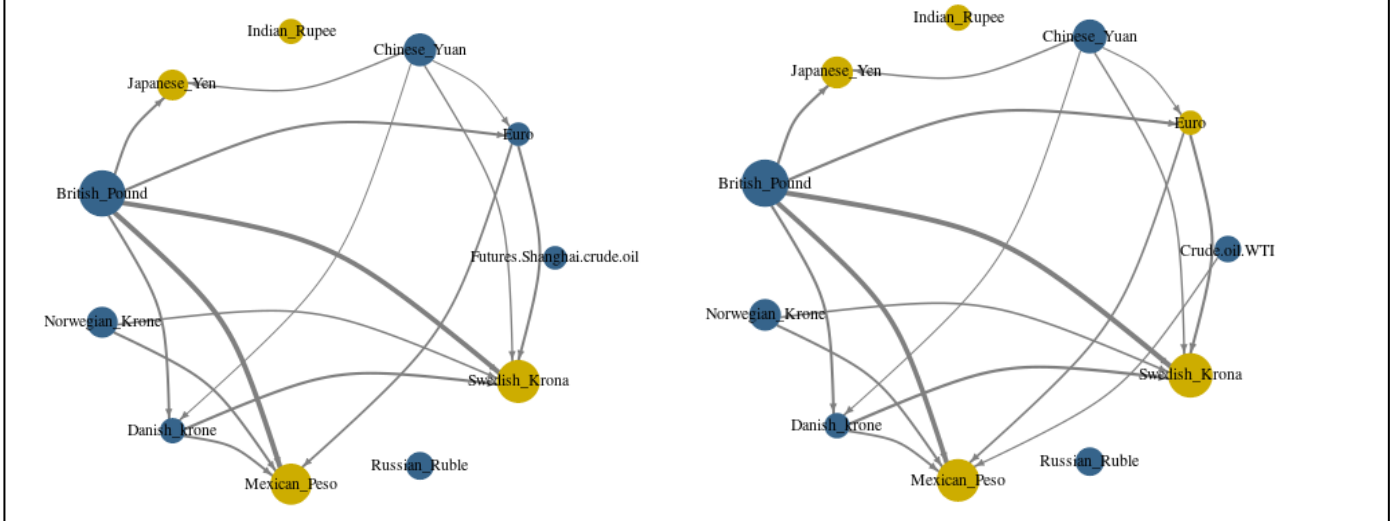 Indian_Rupee
Chinese_Yuan
Japanese_Yen
Euro
British_Pound
Futures.Shanghai.crude.oil
Norwegian_Krone
Swedish_Krona
Danish_krone
Russian_Ruble
Mexican_Peso
Indian_Rupee
Chinese_Yuan
Japanese_Yen
Euro
British_Pound
Crude.oil.WTI
Norwegian_Krone
Swedish_Krona
Danish_krone
Russian_Ruble
Mexican_Peso